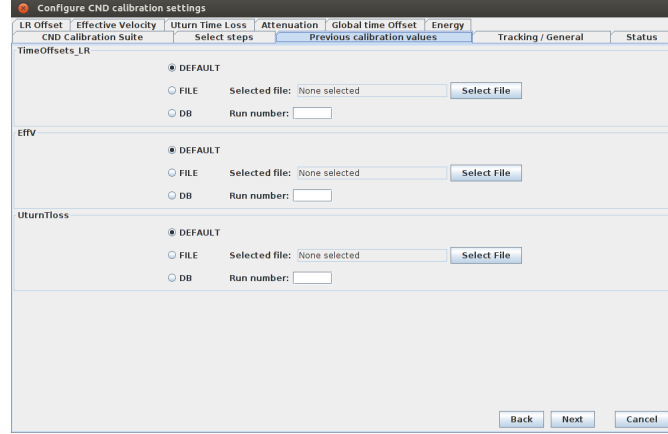 Configure CND calibration settings
LR Offset Effective Velocity Uturn Time Loss Attenuation Global time Offset Energy
CND Calibration Suite Select steps Previous calibration values Tracking / General Status
TimeOffsets_LR
DEFAULT
FILE Selected file: None selected Select File
DB Run number:
EffV
DEFAULT
FILE Selected file: None selected Select File
DB Run number:
UturnTloss
DEFAULT
FILE Selected file: None selected Select File
DB Run number:
Back Next Cancel